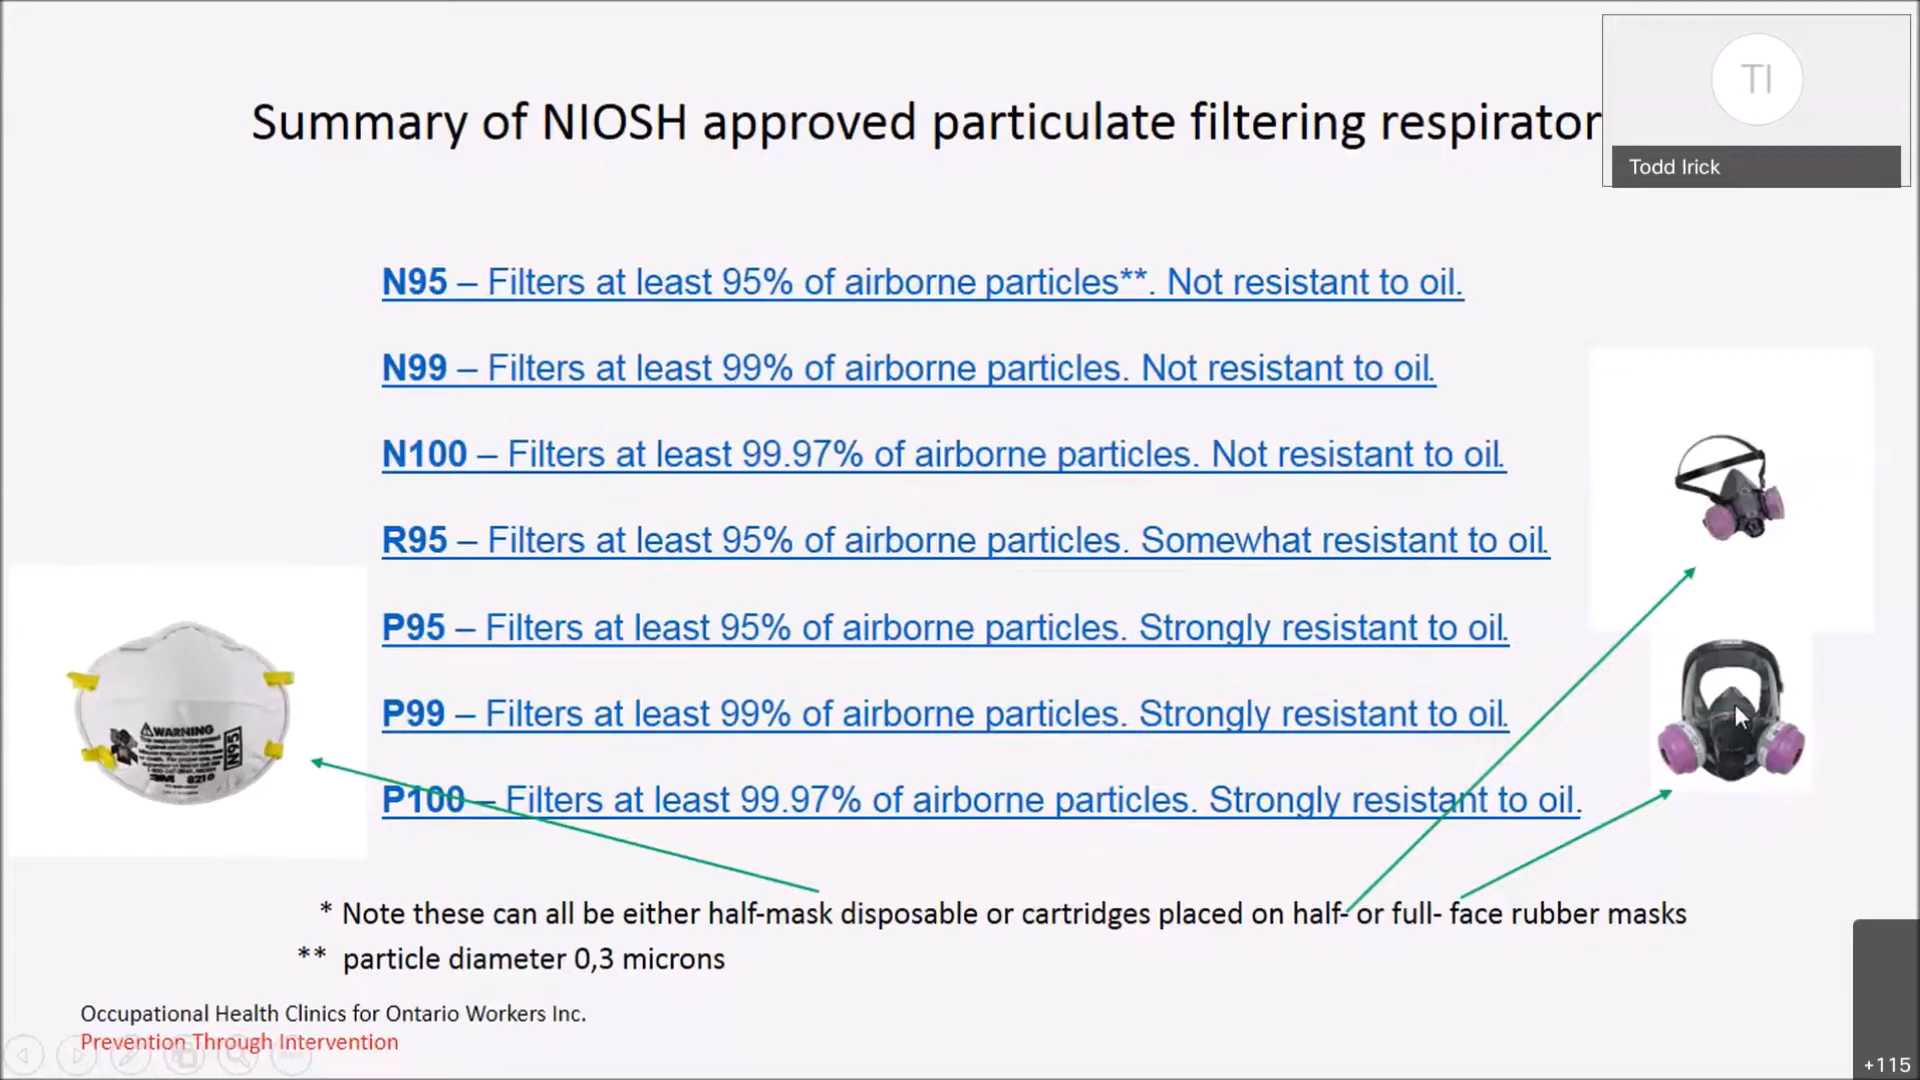 Summary of NIOSH approved particulate filtering respirator
TI
Todd Irick
N95 – Filters at least 95% of airborne particles**. Not resistant to oil.
N99 – Filters at least 99% of airborne particles. Not resistant to oil.
N100 – Filters at least 99.97% of airborne particles. Not resistant to oil.
R95 – Filters at least 95% of airborne particles. Somewhat resistant to oil.
P95 – Filters at least 95% of airborne particles. Strongly resistant to oil.
P99 – Filters at least 99% of airborne particles. Strongly resistant to oil.
P100 – Filters at least 99.97% of airborne particles. Strongly resistant to oil.
WARNING
N95
3M 8210
* Note these can all be either half-mask disposable or cartridges placed on half- or full- face rubber masks
** particle diameter 0,3 microns
Occupational Health Clinics for Ontario Workers Inc.
Prevention Through Intervention
+115